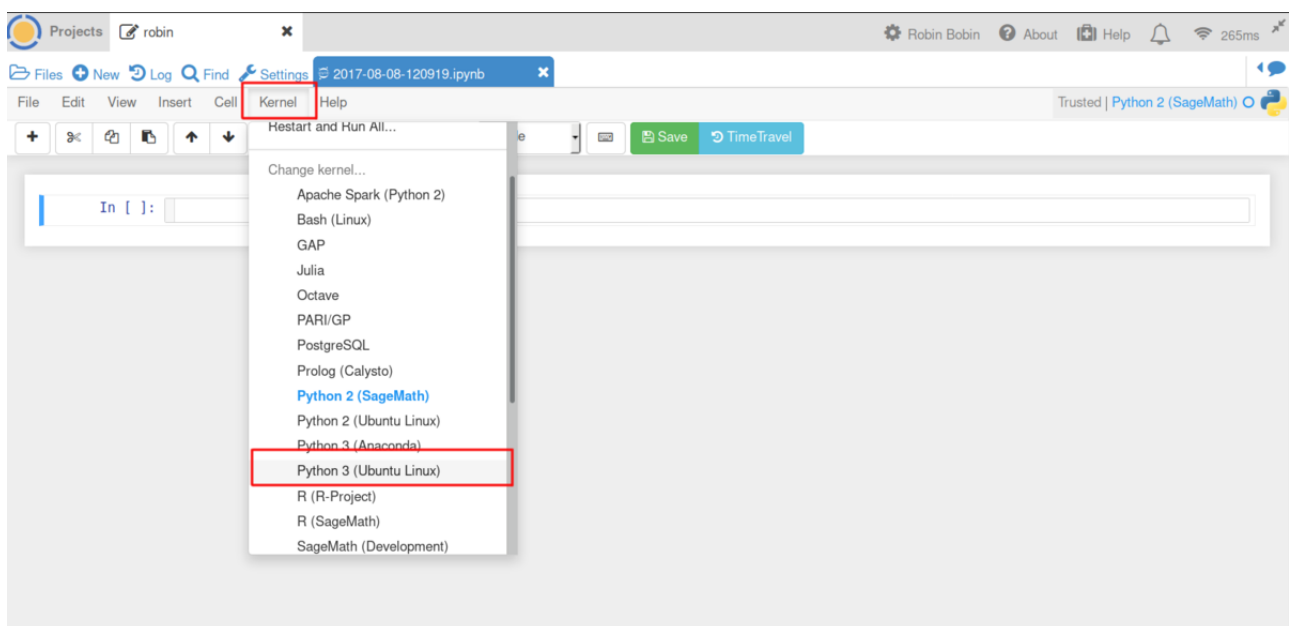 Projects robin Robin Bobin About Help 265ms
Files New Log Find Settings 2017-08-08-120919.ipynb
File Edit View Insert Cell Kernel Help Trusted | Python 2 (SageMath)
Restart and Run All...
e Save TimeTravel
Change kernel...
Apache Spark (Python 2)
In [ ]:
Bash (Linux)
GAP
Julia
Octave
PARI/GP
PostgreSQL
Prolog (Calysto)
Python 2 (SageMath)
Python 2 (Ubuntu Linux)
Python 3 (Anaconda)
Python 3 (Ubuntu Linux)
R (R-Project)
R (SageMath)
SageMath (Development)